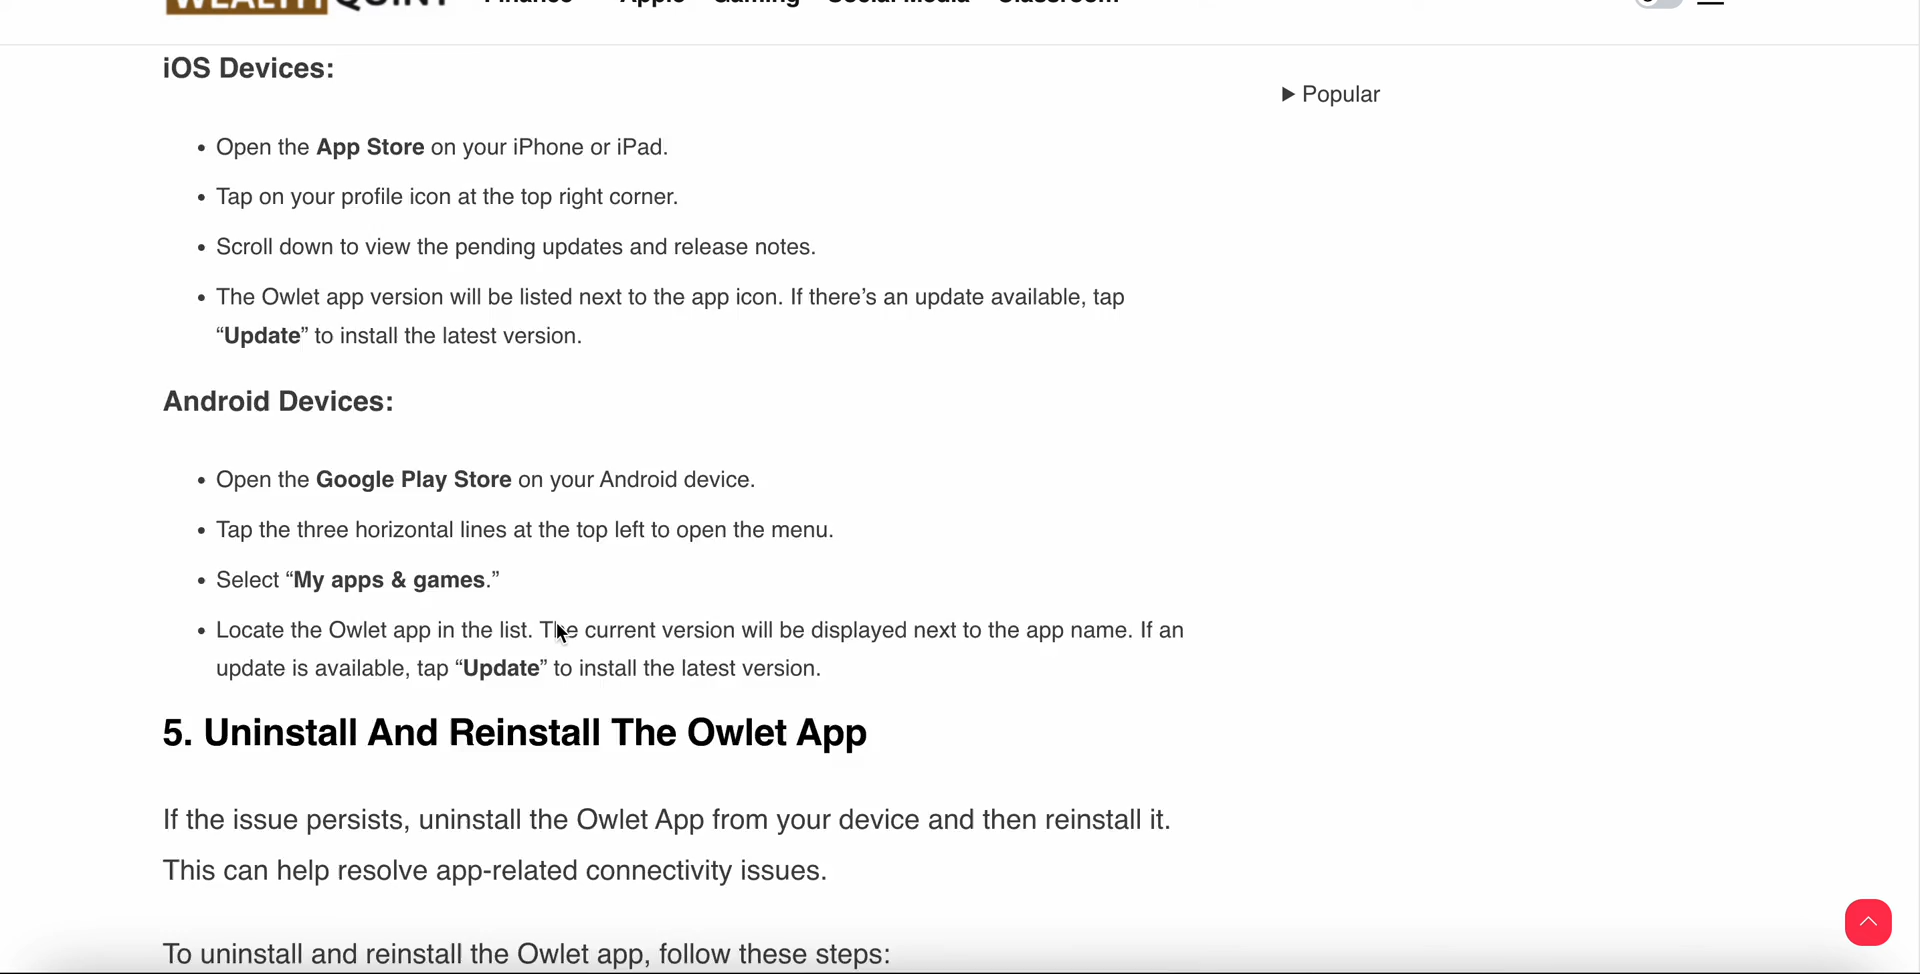 WEALTH QUINT Finance Apple Gaming Social Media Classroom
iOS Devices:
▶ Popular
• Open the App Store on your iPhone or iPad.
• Tap on your profile icon at the top right corner.
• Scroll down to view the pending updates and release notes.
• The Owlet app version will be listed next to the app icon. If there’s an update available, tap
“Update” to install the latest version.
Android Devices:
• Open the Google Play Store on your Android device.
• Tap the three horizontal lines at the top left to open the menu.
• Select “My apps & games.”
• Locate the Owlet app in the list. The current version will be displayed next to the app name. If an
update is available, tap “Update” to install the latest version.
5. Uninstall And Reinstall The Owlet App
If the issue persists, uninstall the Owlet App from your device and then reinstall it.
This can help resolve app-related connectivity issues.
To uninstall and reinstall the Owlet app, follow these steps: